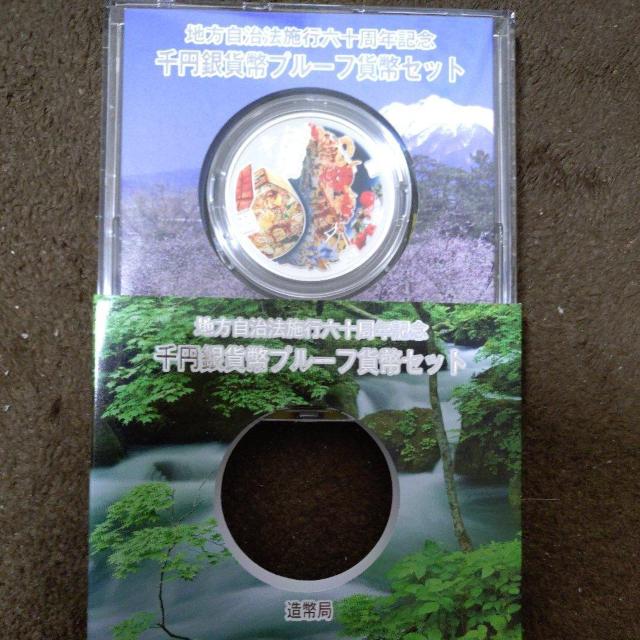 地方自治法施行六十周年記念
千円銀貨幣プルーフ貨幣セット
地方自治法施行六十周年記念
千円銀貨幣プルーフ貨幣セット
造幣局